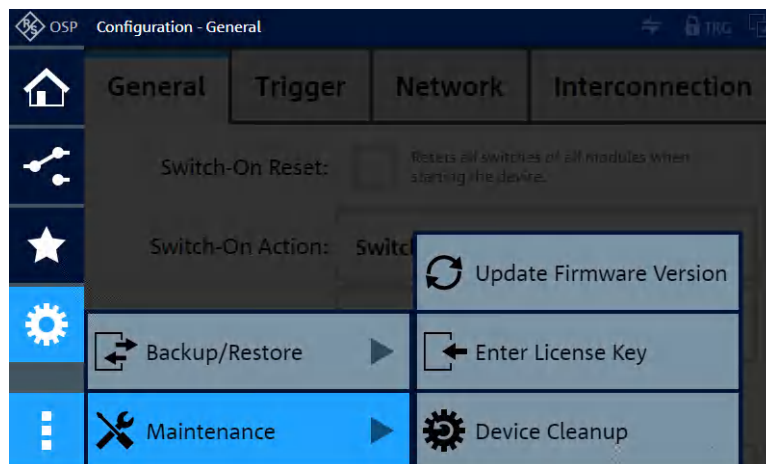 R&S OSP Configuration - General TRG
General Trigger Network Interconnection
Switch-On Reset:
Resets all switches of all modules when
starting the device.
Switch-On Action: Switc
Update Firmware Version
Backup/Restore
Enter License Key
Maintenance
Device Cleanup